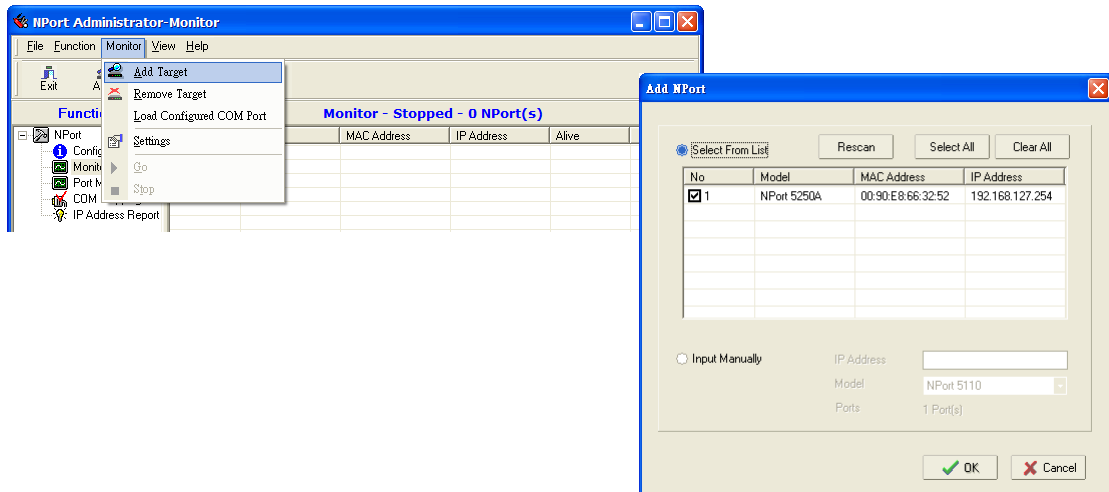 NPort Administrator-Monitor
File Function Monitor View Help
Exit A
Add Target
Remove Target
Load Configured COM Port
Settings
Go
Stop
Monitor - Stopped - 0 NPort(s)
MAC Address IP Address Alive
NPort
COM
IP Address Report
Add NPort
Select From List Rescan Select All Clear All
No Model MAC Address IP Address
1 NPort 5250A 00:90:E8:66:32:52 192.168.127.254
Input Manually IP Address
Model NPort 5110
Ports 1 Port(s)
OK Cancel